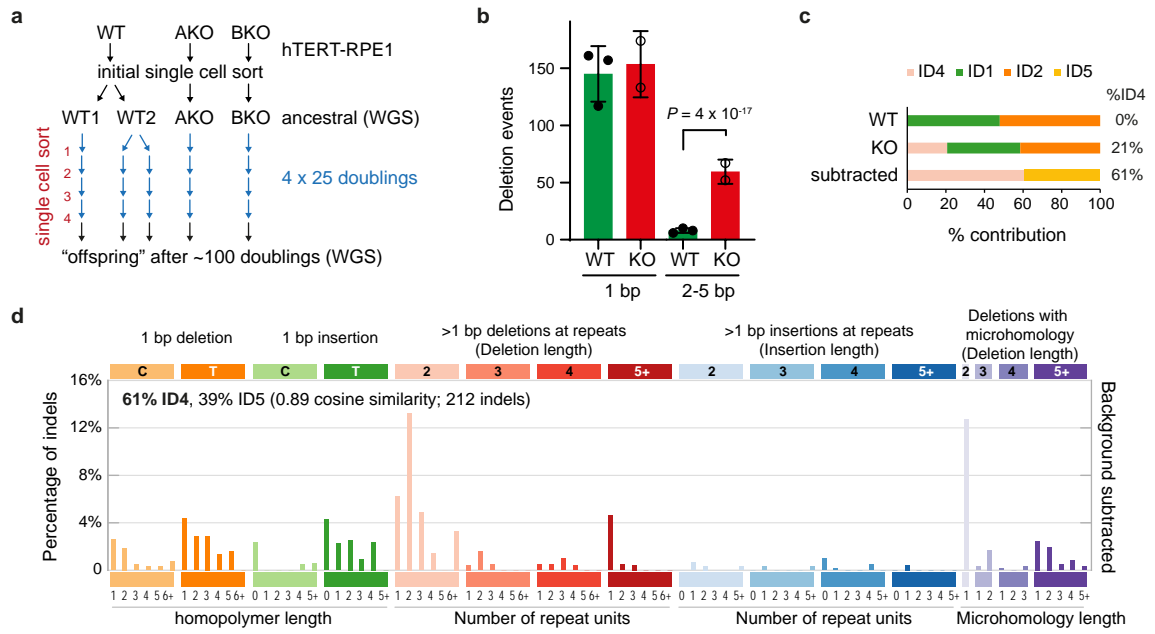 a
WT AKO BKO hTERT-RPE1
initial single cell sort
WT1 WT2 AKO BKO ancestral (WGS)
single cell sort
1
2
3
4
4 x 25 doublings
“offspring” after ~100 doublings (WGS)
b
Deletion events
150
100
50
0
P = 4 x 10-17
WT KO WT KO
1 bp 2-5 bp
c
ID4 ID1 ID2 ID5
%ID4
WT 0%
KO 21%
subtracted 61%
0 20 40 60 80 100
% contribution
d
1 bp deletion
1 bp insertion
>1 bp deletions at repeats
(Deletion length)
>1 bp insertions at repeats
(Insertion length)
Deletions with
microhomology
(Deletion length)
C T C T 2 3 4 5+ 2 3 4 5+ 2 3 4 5+
61% ID4, 39% ID5 (0.89 cosine similarity; 212 indels)
Percentage of indels
16%
12%
8%
4%
0
Background subtracted
1 2 3 4 5 6+ 1 2 3 4 5 6+ 0 1 2 3 4 5+ 0 1 2 3 4 5+ 1 2 3 4 5 6+ 1 2 3 4 5 6+ 1 2 3 4 5 6+ 1 2 3 4 5 6+ 0 1 2 3 4 5+ 0 1 2 3 4 5+ 0 1 2 3 4 5+ 0 1 2 3 4 5+ 1 1 2 1 2 3 1 2 3 4 5+
homopolymer length
Number of repeat units
Number of repeat units
Microhomology length